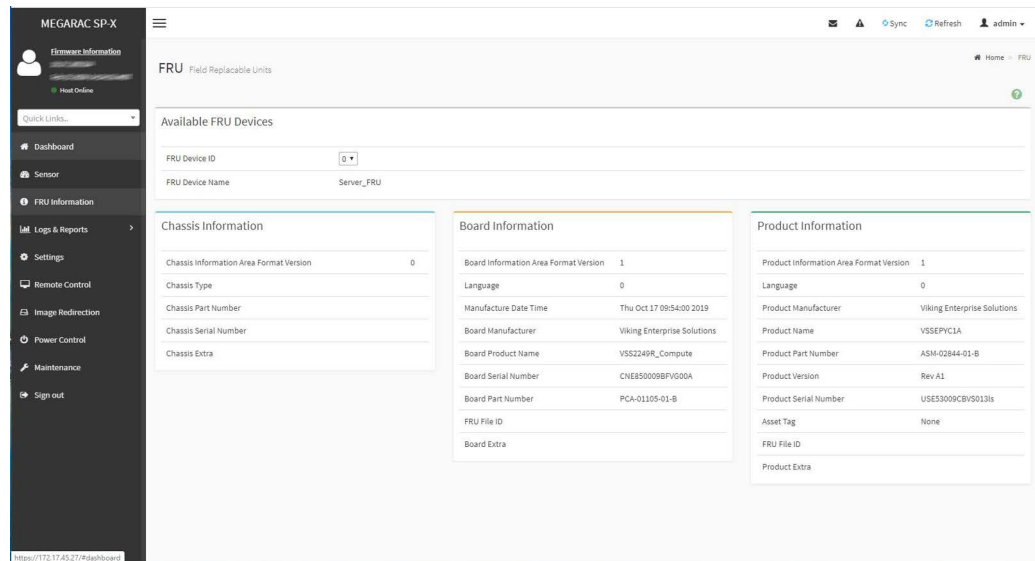 MEGARAC SP-X
Sync
Refresh
admin
Firmware Information
Host Online
Quick Links...
Dashboard
Sensor
FRU Information
Logs & Reports
Settings
Remote Control
Image Redirection
Power Control
Maintenance
Sign out
FRU Field Replacable Units
Home > FRU
Available FRU Devices
FRU Device ID 0
FRU Device Name Server_FRU
Chassis Information
Chassis Information Area Format Version 0
Chassis Type
Chassis Part Number
Chassis Serial Number
Chassis Extra
Board Information
Board Information Area Format Version 1
Language 0
Manufacture Date Time Thu Oct 17 09:54:00 2019
Board Manufacturer Viking Enterprise Solutions
Board Product Name VSS2249R_Compute
Board Serial Number CNE850009BFVG00A
Board Part Number PCA-01105-01-B
FRU File ID
Board Extra
Product Information
Product Information Area Format Version 1
Language 0
Product Manufacturer Viking Enterprise Solutions
Product Name VSSEPYC1A
Product Part Number ASM-02844-01-B
Product Version Rev A1
Product Serial Number USE53009CBVS013ls
Asset Tag None
FRU File ID
Product Extra
https://172.17.45.27/#dashboard